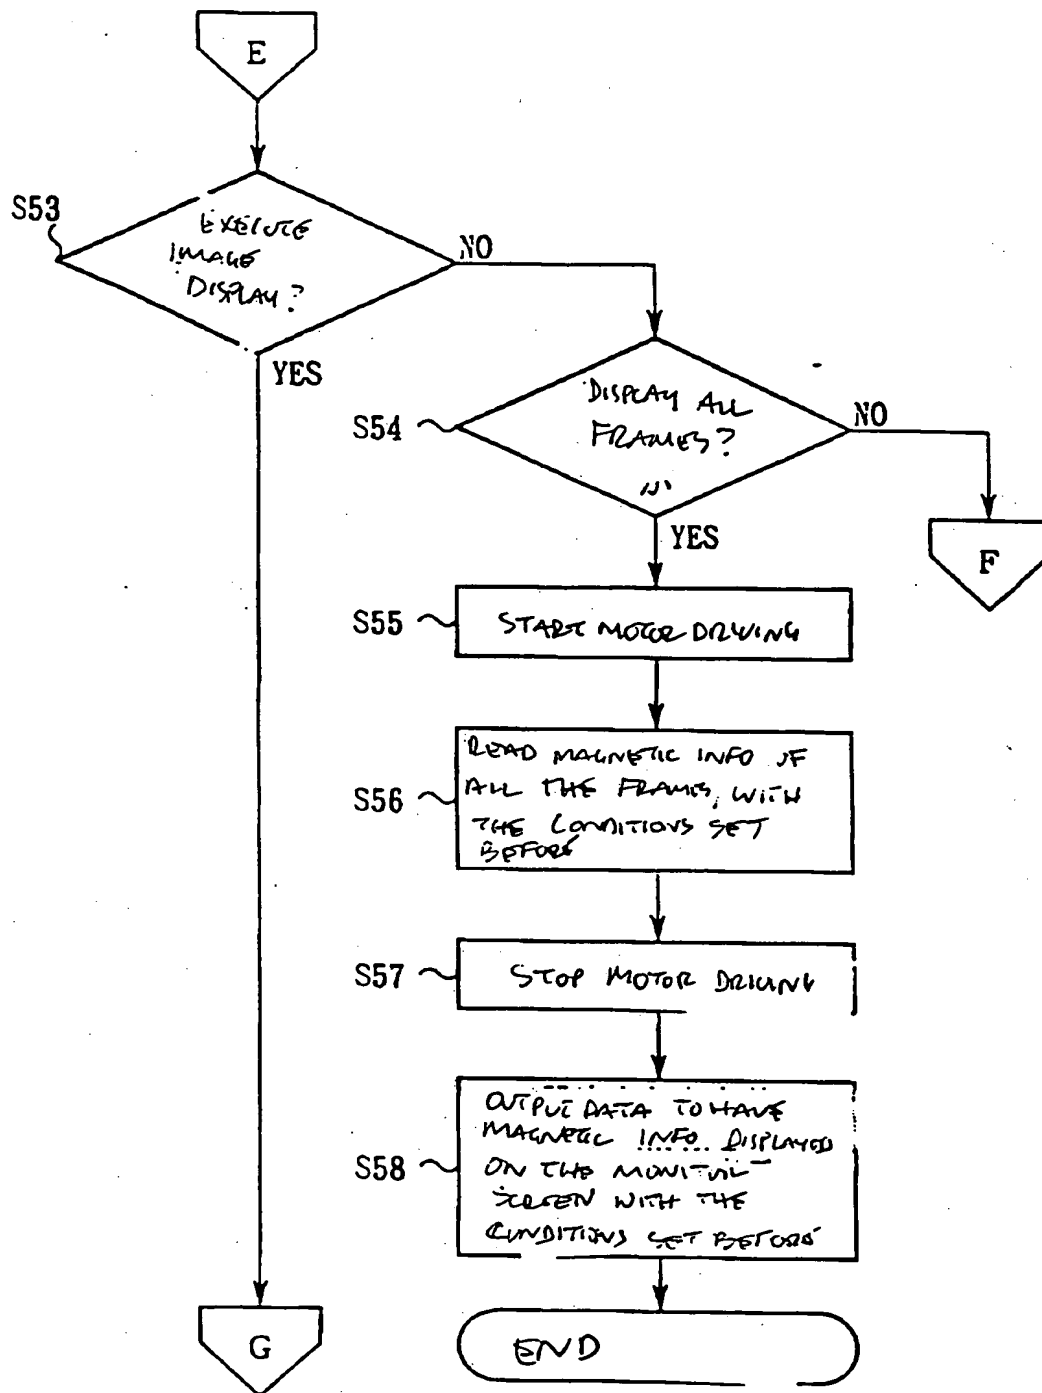 E
S53
EXECUTE
IMAGE
DISPLAY?
NO
YES
S54
DISPLAY ALL
FRAMES?
NO
YES
F
S55
START MOTOR DRIVING
S56
READ MAGNETIC INFO OF
ALL THE FRAMES, WITH
THE CONDITIONS SET
BEFORE
S57
STOP MOTOR DRIVING
S58
OUTPUT DATA TO HAVE
MAGNETIC INFO DISPLAYED
ON THE MONITOR
SCREEN WITH THE
CONDITIONS SET BEFORE
G
END